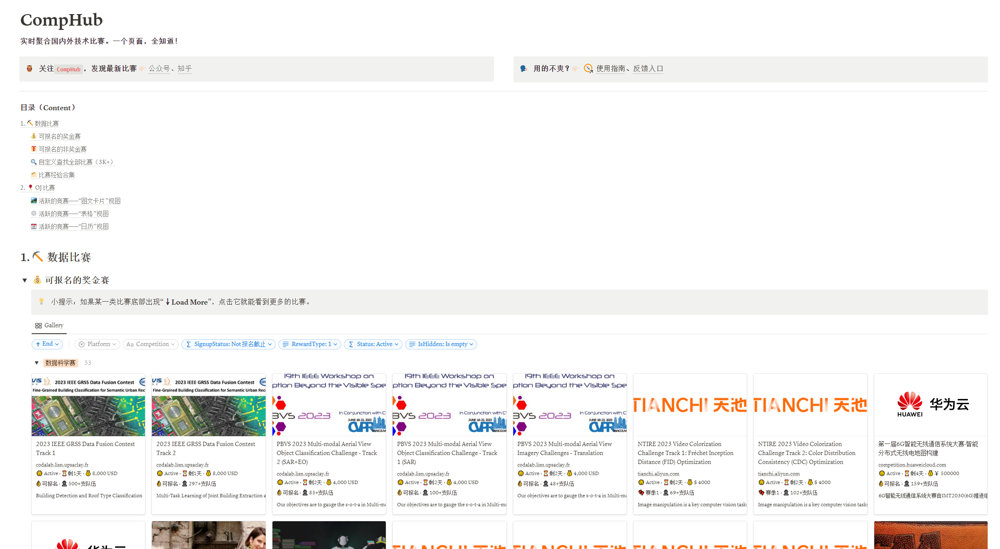 CompHub
实时聚合国内外技术比赛。一个页面，全知道！
关注CompHub，发现最新比赛 公众号、知乎
用的不爽？ 使用指南、反馈入口
目录（Content）
1. 数据比赛
可报名的奖金赛
可报名的非奖金赛
自定义查找全部比赛（3K+）
比赛经验合集
2. OJ 比赛
活跃的竞赛——“图文卡片”视图
活跃的竞赛——“表格”视图
活跃的竞赛——“日历”视图
1. 数据比赛
可报名的奖金赛
小提示：如果某一类比赛底部出现“↓Load More”，点击它就能看到更多的比赛。
Gallery
End Platform Aa Competition SignupStatus: Not报名截止 RewardType: 1 Status: Active IsHidden: Is empty
数据科学赛 53
2023 IEEE GRSS Data Fusion Contest
Fine-Grained Building Classification for Semantic Urban Rec
2023 IEEE GRSS Data Fusion Contest
Track 1
codalab.lisn.upsaclay.fr
Active · 剩1天 · 8,000 USD
可报名 · 500+支队伍
Building Detection and Roof Type Classification
2023 IEEE GRSS Data Fusion Contest
Fine-Grained Building Classification for Semantic Urban Rec
2023 IEEE GRSS Data Fusion Contest
Track 2
codalab.lisn.upsaclay.fr
Active · 剩1天 · 8,000 USD
可报名 · 297+支队伍
Multi-Task Learning of Joint Building Extraction a
19th IEEE Workshop on
ption Beyond the Visible Spe
BVS 2023
In Conjunction with C
JUNE 18-22, 2023
CVPR
VANCOUV
PBVS 2023 Multi-modal Aerial View
Object Classification Challenge - Track
2 (SAR+EO)
codalab.lisn.upsaclay.fr
Active · 剩2天 · 4,000 USD
可报名 · 83+支队伍
Our objectives are to gauge the s-o-t-a in Multi-mo
19th IEEE Workshop on
ption Beyond the Visible Spe
BVS 2023
In Conjunction with C
JUNE 18-22, 2023
CVPR
VANCOUV
PBVS 2023 Multi-modal Aerial View
Object Classification Challenge - Track
1 (SAR)
codalab.lisn.upsaclay.fr
Active · 剩2天 · 4,000 USD
可报名 · 100+支队伍
Our objectives are to gauge the s-o-t-a in Multi-mo
19th IEEE Workshop on
ption Beyond the Visible Spe
BVS 2023
In Conjunction with C
JUNE 18-22, 2023
CVPR
VANCOUV
PBVS 2023 Multi-modal Aerial View
Imagery Challenges - Translation
codalab.lisn.upsaclay.fr
Active · 剩2天 · 4,000 USD
可报名 · 48+支队伍
Our objectives are to gauge the s-o-t-a in Multi-mo
TIANCHI 天池
NTIRE 2023 Video Colorization
Challenge Track 1: Fréchet Inception
Distance (FID) Optimization
tianchi.aliyun.com
Active · 剩2天 · $ 4000
赛季1 · 69+支队伍
Image manipulation is a key computer vision task
TIANCHI 天池
NTIRE 2023 Video Colorization
Challenge Track 2: Color Distribution
Consistency (CDC) Optimization
tianchi.aliyun.com
Active · 剩2天 · $ 4000
赛季1 · 102+支队伍
Image manipulation is a key computer vision task
HUAWEI 华为云
第一届6G智能无线通信系统大赛·智能
分布式无线电地图构建
competition.huaweicloud.com
Active · 剩4天 · ￥ 500000
可报名 · 159+支队伍
6G智能无线通信系统大赛由IMT2030(6G)推进组